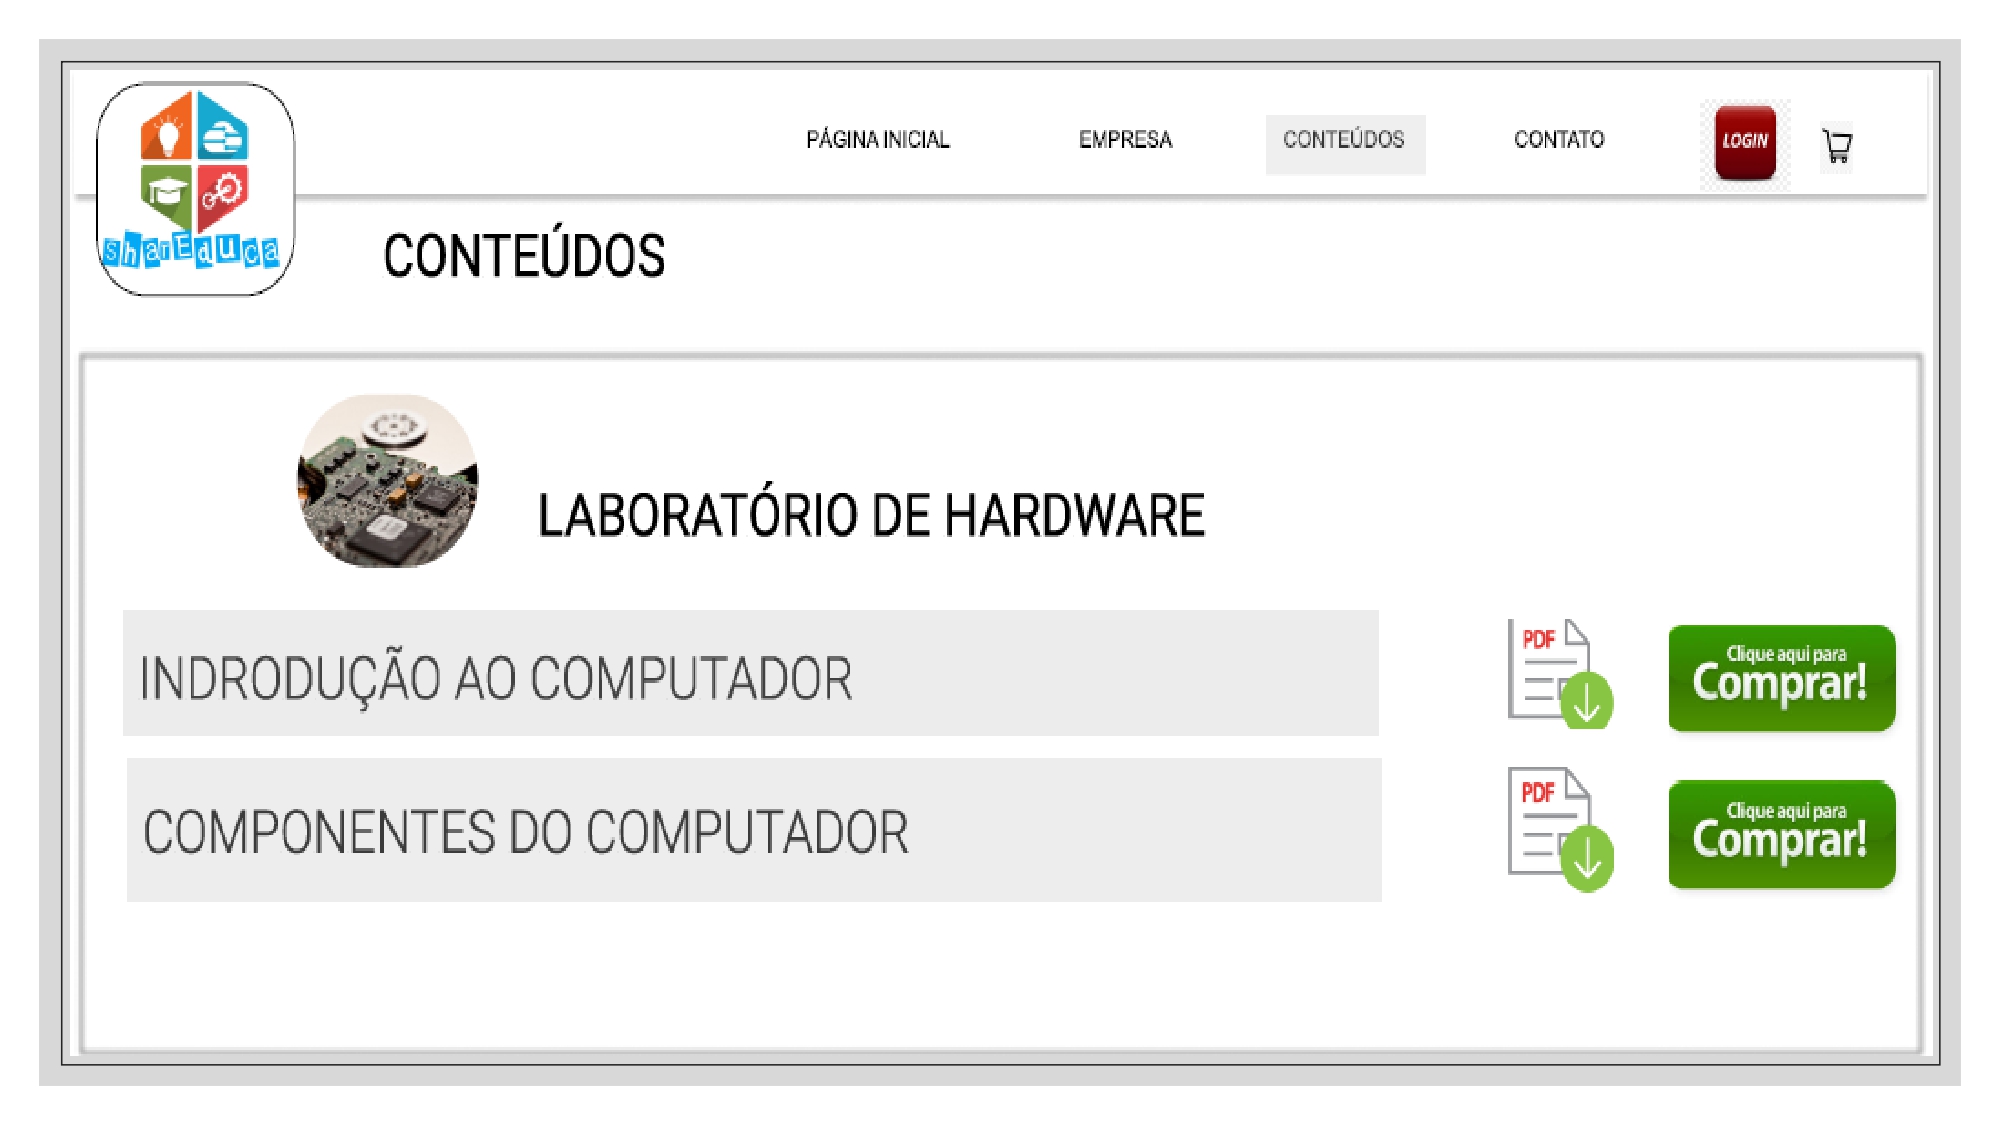 PÁGINA INICIAL
EMPRESA
CONTEÚDOS
CONTATO
LOGIN
sharEduca
CONTEÚDOS
LABORATÓRIO DE HARDWARE
INDRODUÇÃO AO COMPUTADOR
PDF
Clique aqui para
Comprar!
COMPONENTES DO COMPUTADOR
PDF
Clique aqui para
Comprar!